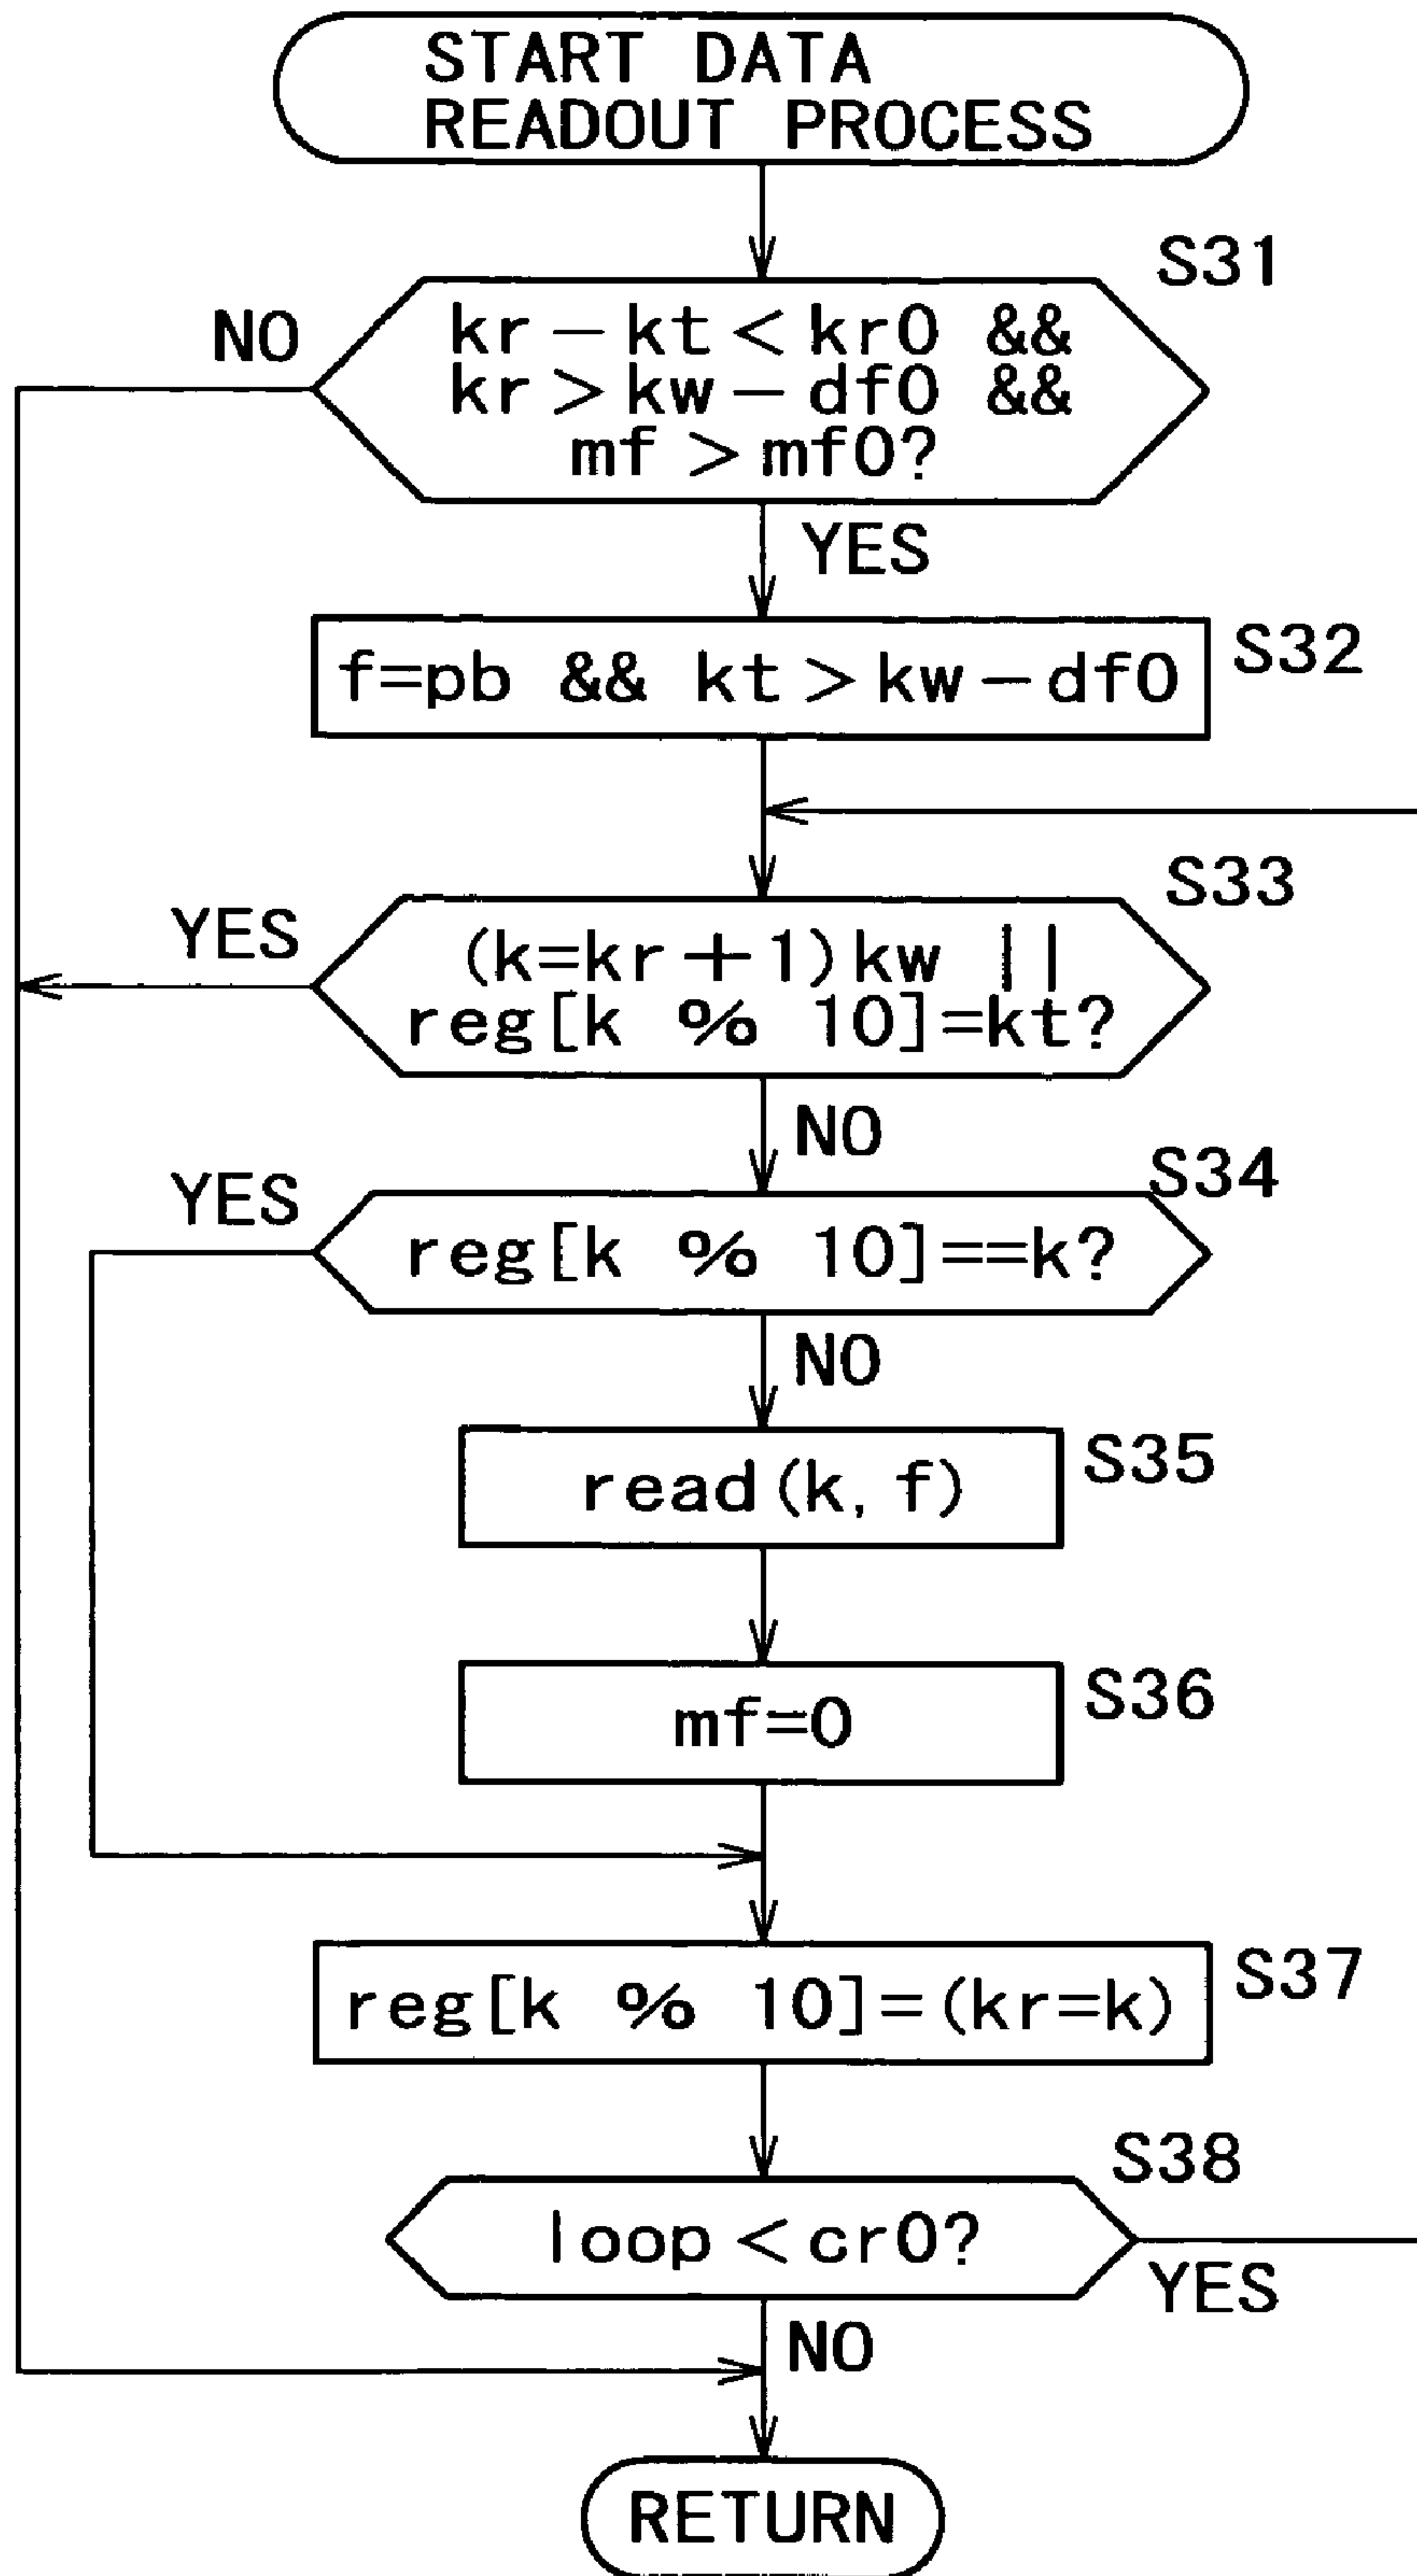 START DATA
READOUT PROCESS
S31
NO
kr-kt<kr0 &&
kr>kw-df0 &&
mf>mf0?
YES
S32
f=pb && kt>kw-df0
S33
YES
(k=kr+1)kw ||
reg[k % 10]=kt?
NO
S34
YES
reg[k % 10]==k?
NO
S35
read(k,f)
S36
mf=0
S37
reg[k % 10]=(kr=k)
S38
loop<cr0?
YES
NO
RETURN